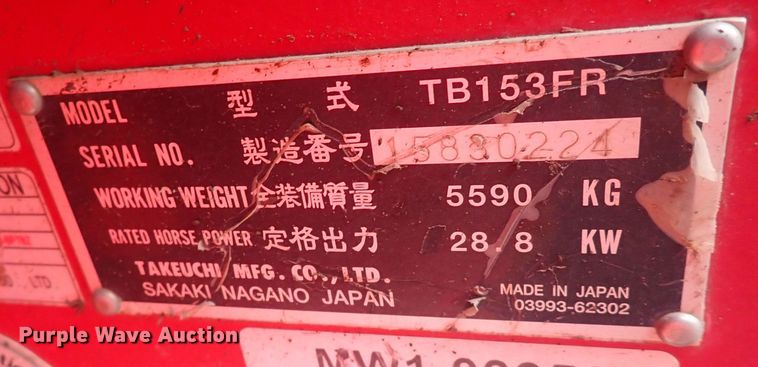 MODEL 型式 TB153FR
SERIAL NO. 製造番号 15830224
WORKING WEIGHT 全装備質量 5590 KG
RATED HORSE POWER 定格出力 28.8 KW
TAKEUCHI MFG. CO., LTD.
SAKAKI NAGANO JAPAN
MADE IN JAPAN
03993-62302
ON
LTD
Purple Wave Auction